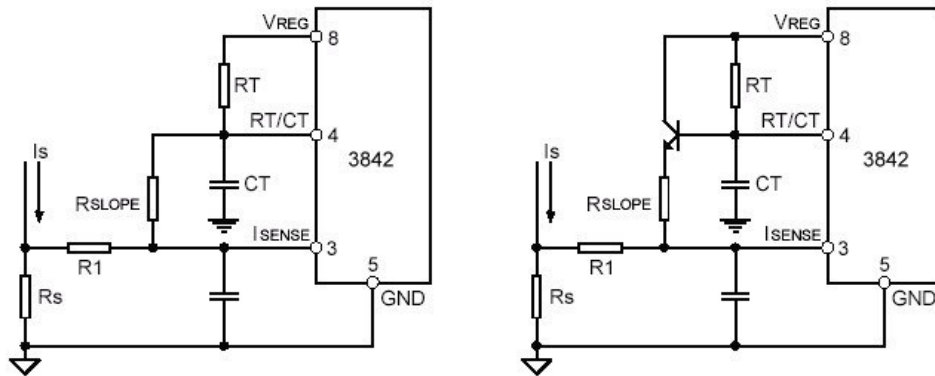 VREG
8
RT
RT/CT
4
3842
Is
CT
RSLOPE
ISENSE
3
R1
5
Rs
GND
VREG
8
RT
RT/CT
4
3842
Is
CT
RSLOPE
ISENSE
3
R1
5
Rs
GND